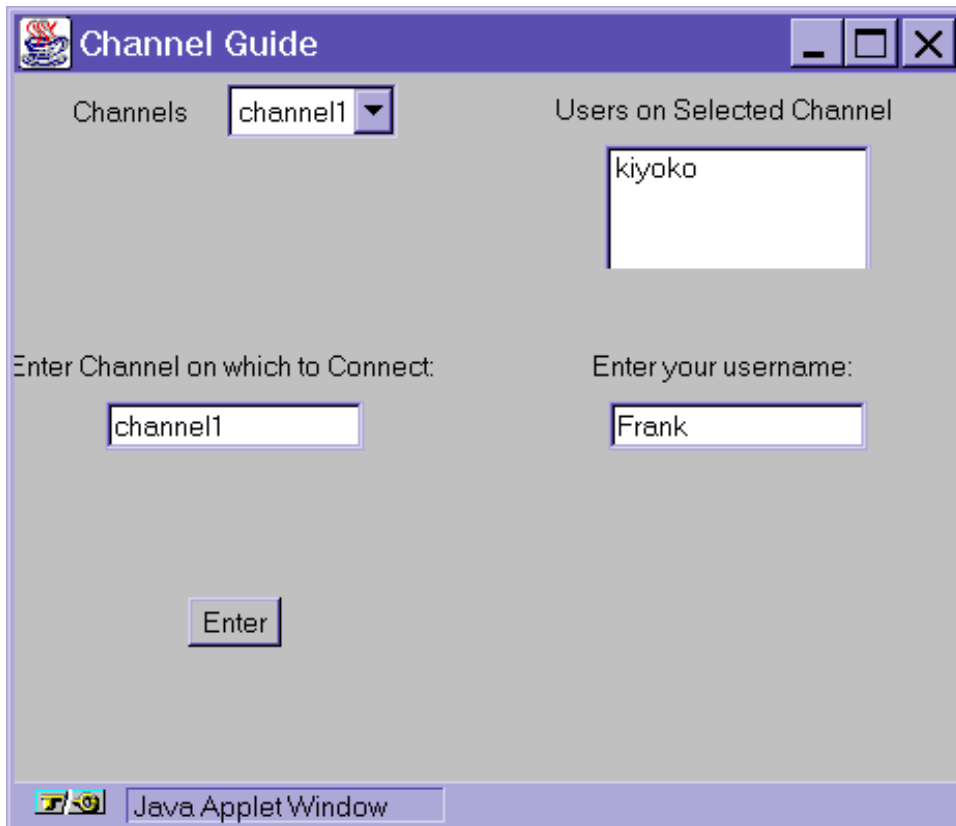 Channel Guide
Channels channel1 Users on Selected Channel
kiyoko
Enter Channel on which to Connect: Enter your username:
channel1 Frank
Enter
Java Applet Window